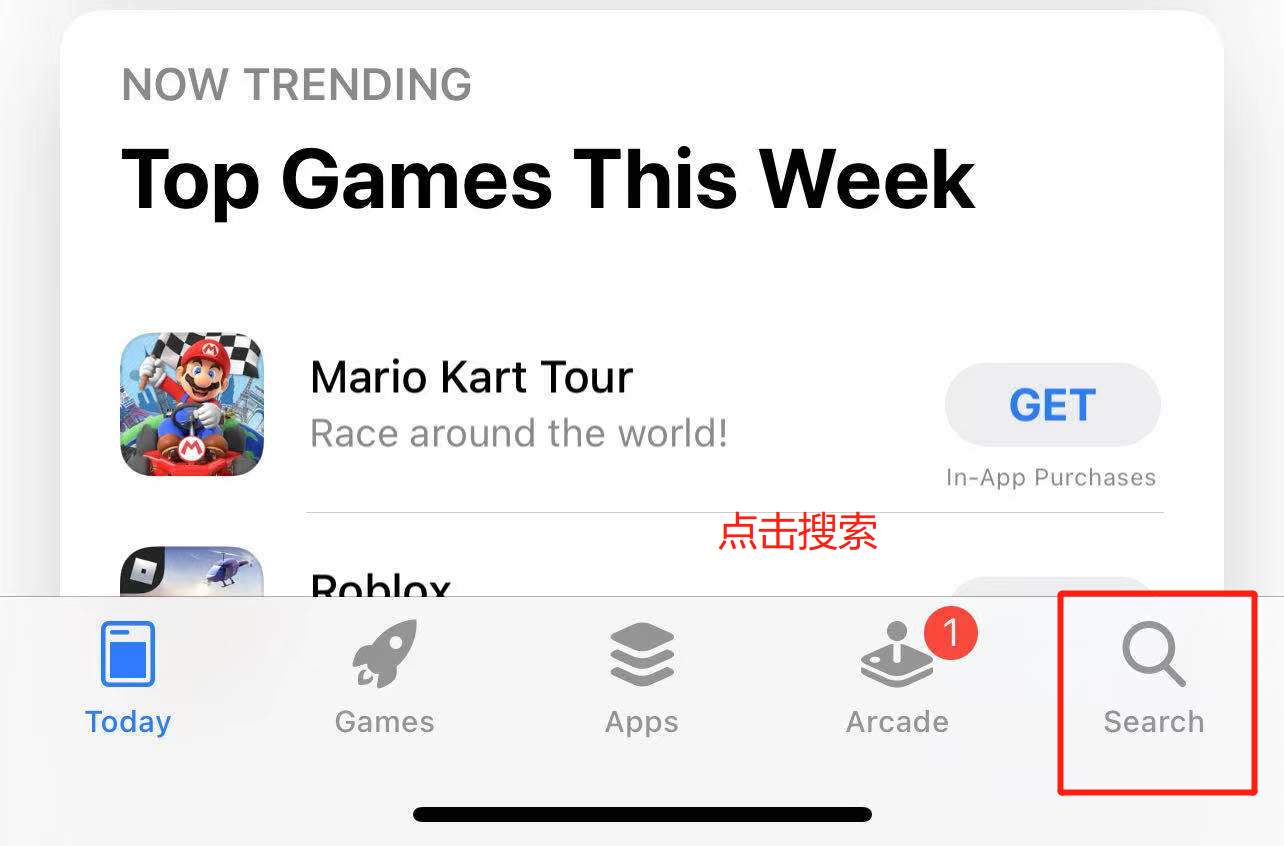 NOW TRENDING
Top Games This Week
Mario Kart Tour
Race around the world!
GET
In-App Purchases
点击搜索
Roblox
1
Today
Games
Apps
Arcade
Search